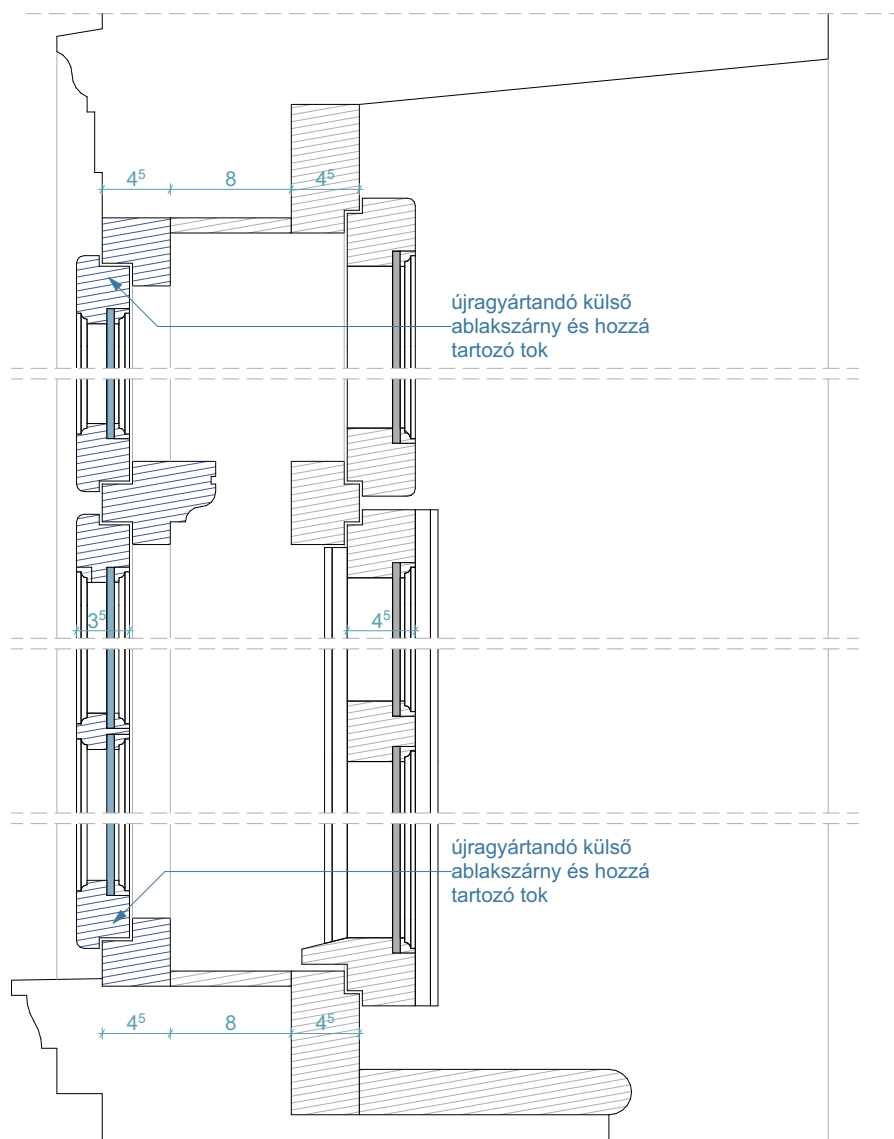 4⁵ 8 4⁵
újragyártandó külső
ablakszárny és hozzá
tartozó tok
3⁵ 4⁵
újragyártandó külső
ablakszárny és hozzá
tartozó tok
4⁵ 8 4⁵